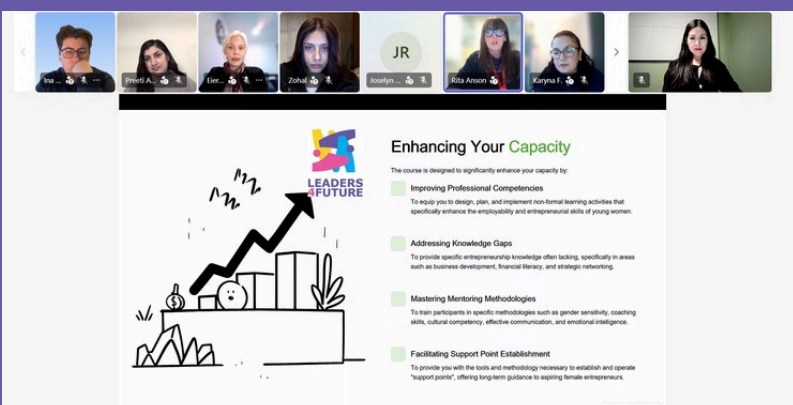 JR
Ina ...
Preeti A...
Eier...
Zohal
Joselyn ...
Rita Anson
Karyna F.
LEADERS
4FUTURE
$
Enhancing Your Capacity
The course is designed to significantly enhance your capacity by:
Improving Professional Competencies
To equip you to design, plan, and implement non-formal learning activities that
specifically enhance the employability and entrepreneurial skills of young women.
Addressing Knowledge Gaps
To provide specific entrepreneurship knowledge often lacking, specifically in areas
such as business development, financial literacy, and strategic networking.
Mastering Mentoring Methodologies
To train participants in specific methodologies such as gender sensitivity, coaching
skills, cultural competency, effective communication, and emotional intelligence.
Facilitating Support Point Establishment
To provide you with the tools and methodology necessary to establish and operate
"support points", offering long-term guidance to aspiring female entrepreneurs.